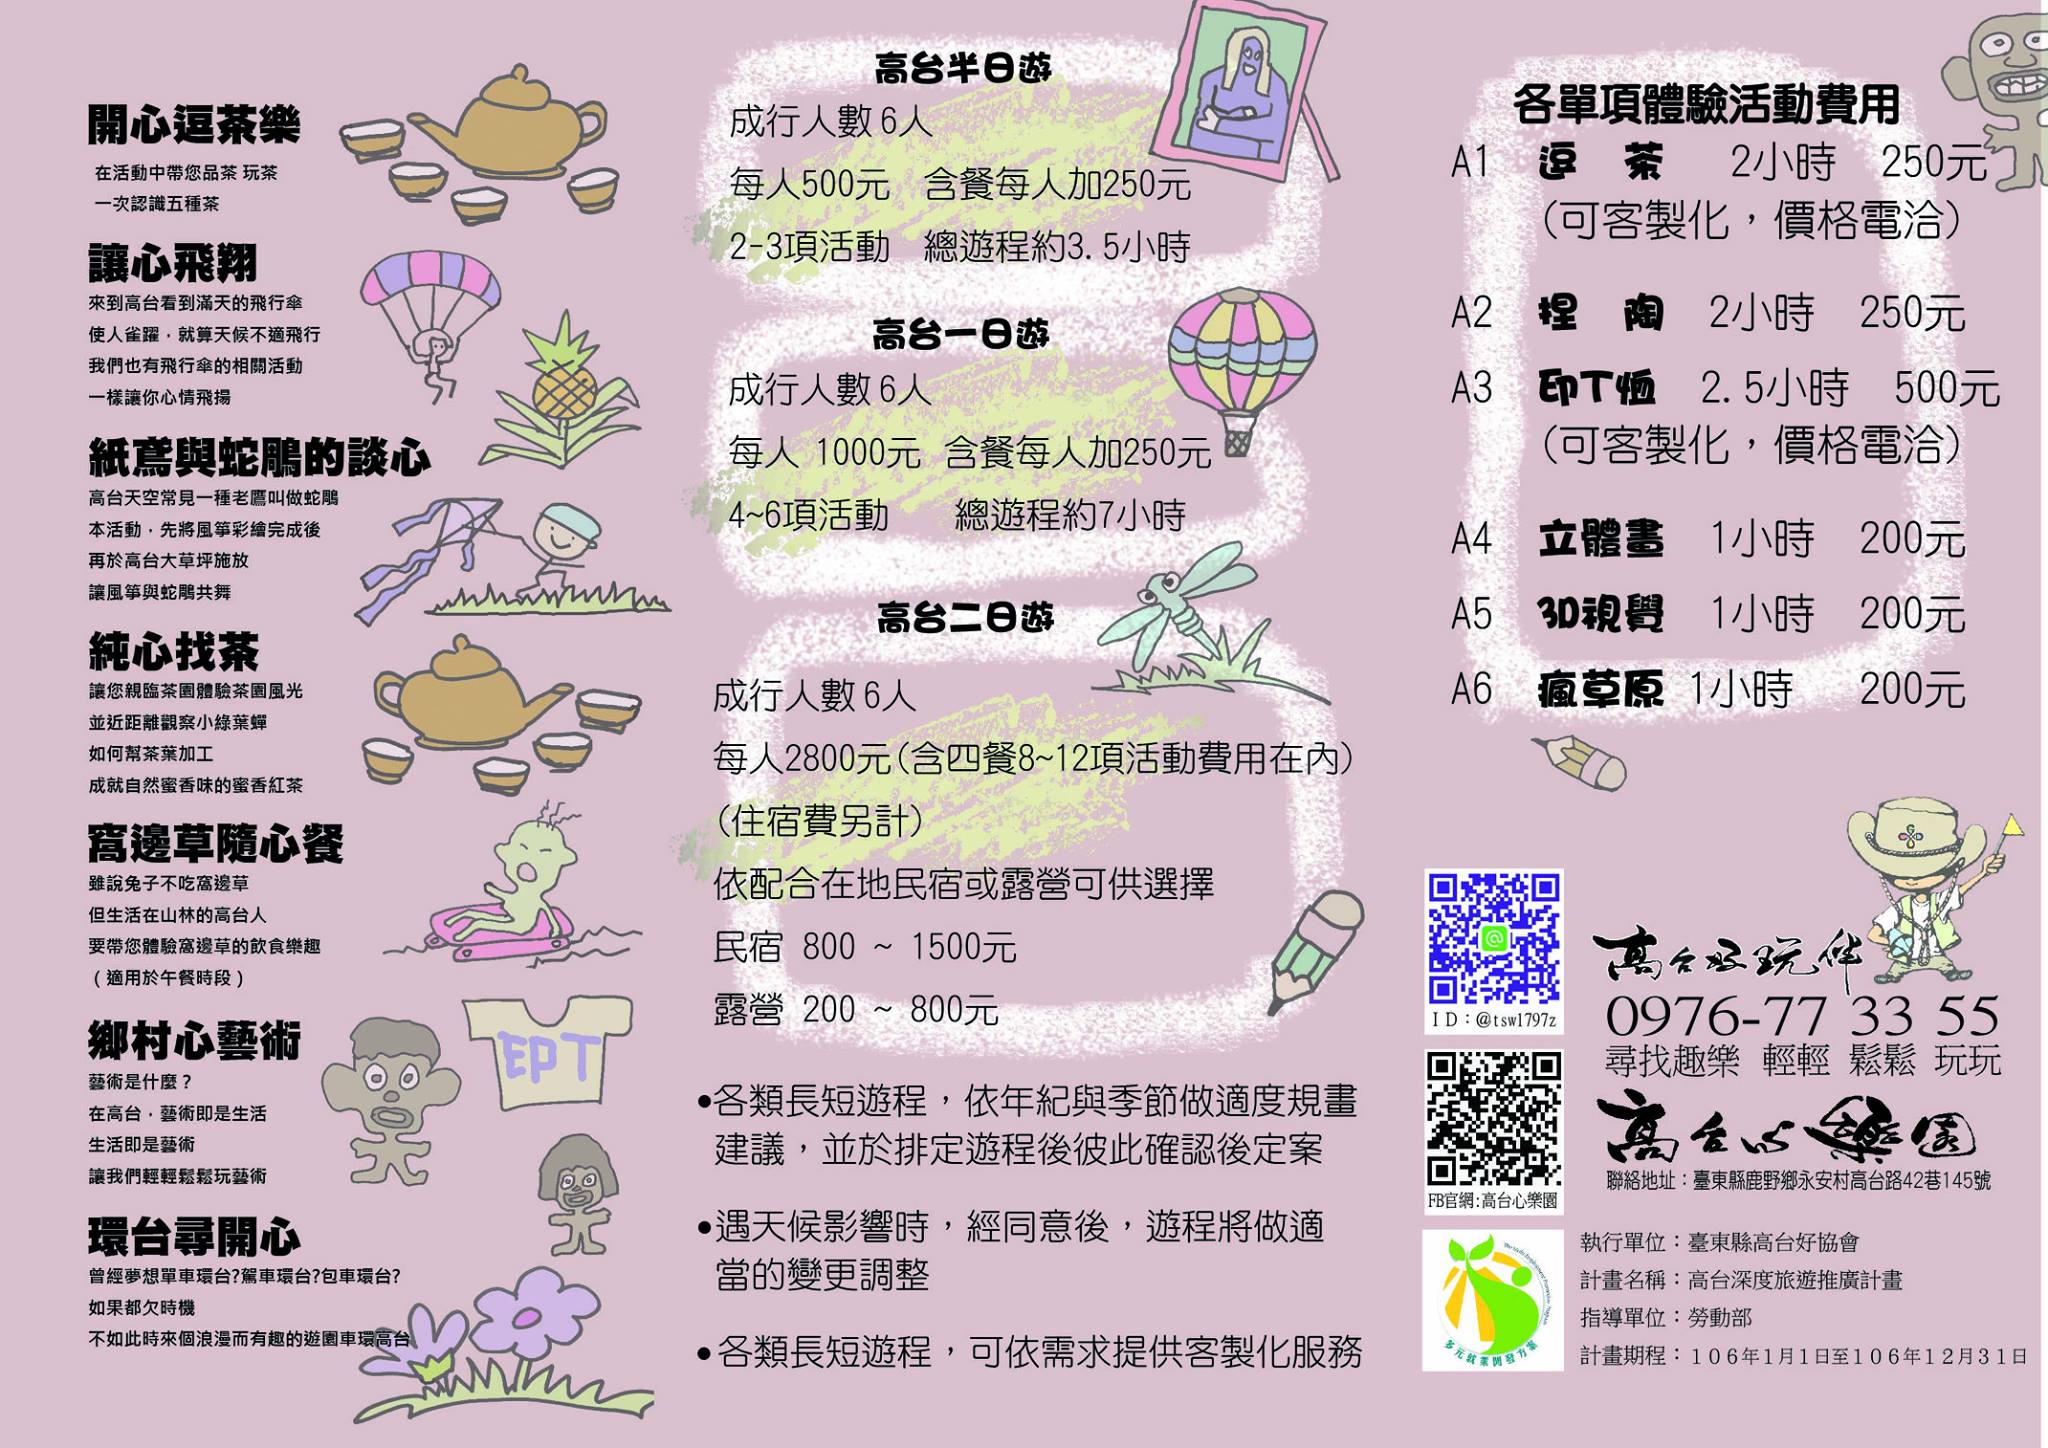 開心逗茶樂
在活動中帶您品茶 玩茶
一次認識五種茶
讓心飛翔
來到高台看到滿天的飛行傘
使人雀躍，就算天候不適飛行
我們也有飛行傘的相關活動
一樣讓你心情飛揚
紙鳶與蛇鵰的談心
高台天空常見一種老鷹叫做蛇鵰
本活動，先將風箏彩繪完成後
再於高台大草坪施放
讓風箏與蛇鵰共舞
純心找茶
讓您親臨茶園體驗茶園風光
並近距離觀察小綠葉蟬
如何幫茶葉加工
成就自然蜜香味的蜜香紅茶
窩邊草隨心餐
雖說兔子不吃窩邊草
但生活在山林的高台人
要帶您體驗窩邊草的飲食樂趣
（適用於午餐時段）
鄉村心藝術
藝術是什麼？
在高台，藝術即是生活
生活即是藝術
讓我們輕輕鬆鬆玩藝術
印T
環台尋開心
曾經夢想單車環台?駕車環台?包車環台?
如果都欠時機
不如此時來個浪漫而有趣的遊園車環高台
高台半日遊
成行人數6人
每人500元 含餐每人加250元
2-3項活動 總遊程約3.5小時
高台一日遊
成行人數6人
每人 1000元 含餐每人加250元
4~6項活動 總遊程約7小時
高台二日遊
成行人數6人
每人2800元(含四餐8~12項活動費用在內)
(住宿費另計)
依配合在地民宿或露營可供選擇
民宿 800 ~ 1500元
露營 200 ~ 800元
•各類長短遊程，依年紀與季節做適度規畫
建議，並於排定遊程後彼此確認後定案
•遇天候影響時，經同意後，遊程將做適
當的變更調整
•各類長短遊程，可依需求提供客製化服務
各單項體驗活動費用
A1 逗 茶 2小時 250元
(可客製化，價格電洽)
A2 捏 陶 2小時 250元
A3 印T恤 2.5小時 500元
(可客製化，價格電洽)
A4 立體畫 1小時 200元
A5 3D視覺 1小時 200元
A6 瘋草原 1小時 200元
ID：@tsw1797z
高台好玩伴
0976-77 33 55
尋找趣樂 輕輕 鬆鬆 玩玩
FB官網:高台心樂園
高台心樂園
聯絡地址：臺東縣鹿野鄉永安村高台路42巷145號
多元就業開發方案
執行單位：臺東縣高台好協會
計畫名稱：高台深度旅遊推廣計畫
指導單位：勞動部
計畫期程：１０６年１月１日至１０６年１２月３１日